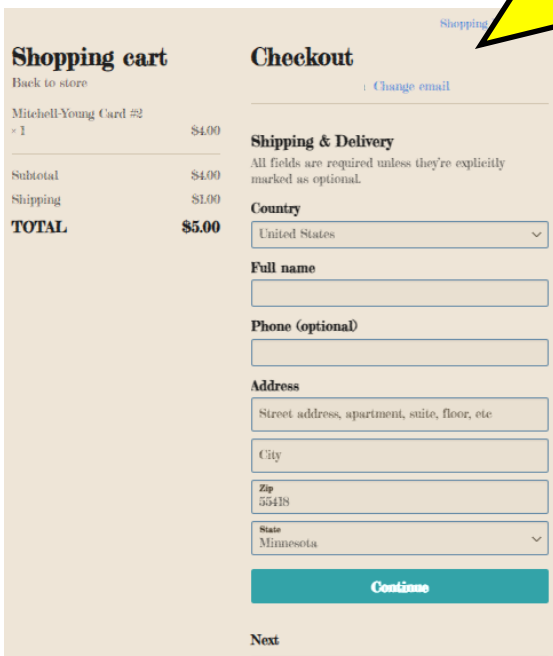 Shopping
Shopping cart
Back to store
Mitchell-Young Card #2
× 1 $4.00
Subtotal $4.00
Shipping $1.00
TOTAL $5.00
Checkout
Change email
Shipping & Delivery
All fields are required unless they're explicitly
marked as optional.
Country
United States
Full name
Phone (optional)
Address
Street address, apartment, suite, floor, etc
City
Zip
55418
State
Minnesota
Continue
Next